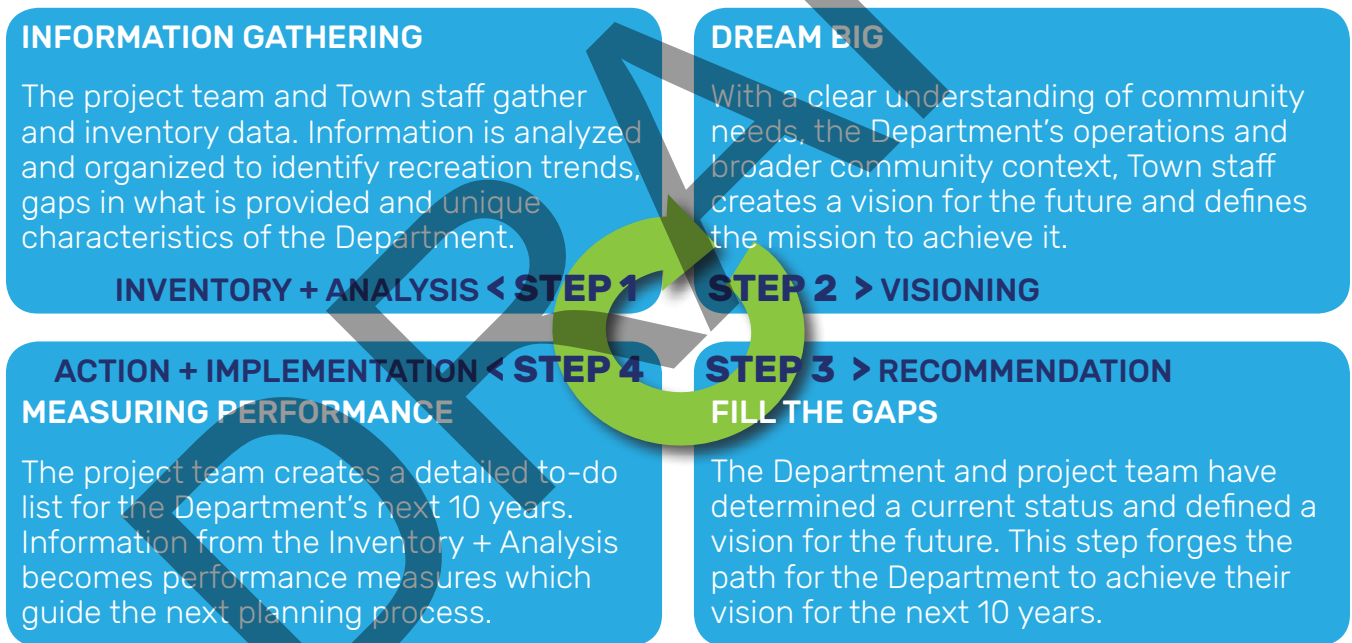 INFORMATION GATHERING
The project team and Town staff gather
and inventory data. Information is analyzed
and organized to identify recreation trends,
gaps in what is provided and unique
characteristics of the Department.
INVENTORY + ANALYSIS < STEP 1
DREAM BIG
With a clear understanding of community
needs, the Department's operations and
broader community context, Town staff
creates a vision for the future and defines
the mission to achieve it.
STEP 2 > VISIONING
STEP 3 > RECOMMENDATION
FILL THE GAPS
The Department and project team have
determined a current status and defined a
vision for the future. This step forges the
path for the Department to achieve their
vision for the next 10 years.
ACTION + IMPLEMENTATION < STEP 4
MEASURING PERFORMANCE
The project team creates a detailed to-do
list for the Department's next 10 years.
Information from the Inventory + Analysis
becomes performance measures which
guide the next planning process.
DRAF